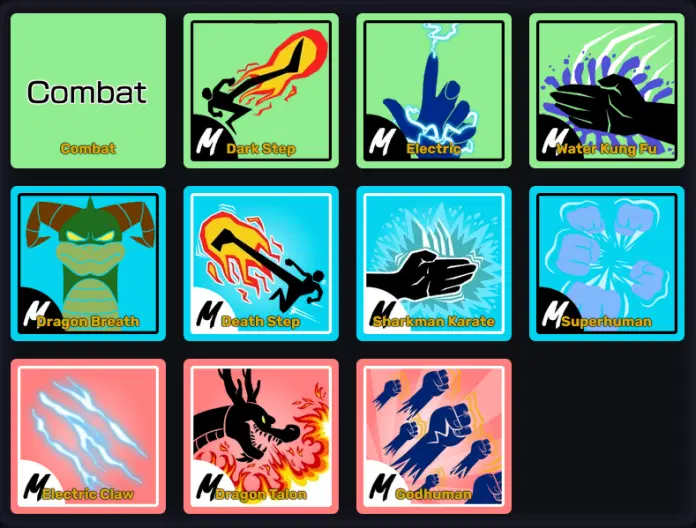 Combat
Combat
M Dark Step
M Electric
M Water Kung Fu
M Dragon Breath
M Death Step
M Sharkman Karate
M Superhuman
M Electric Claw
M Dragon Talon
M Godhuman